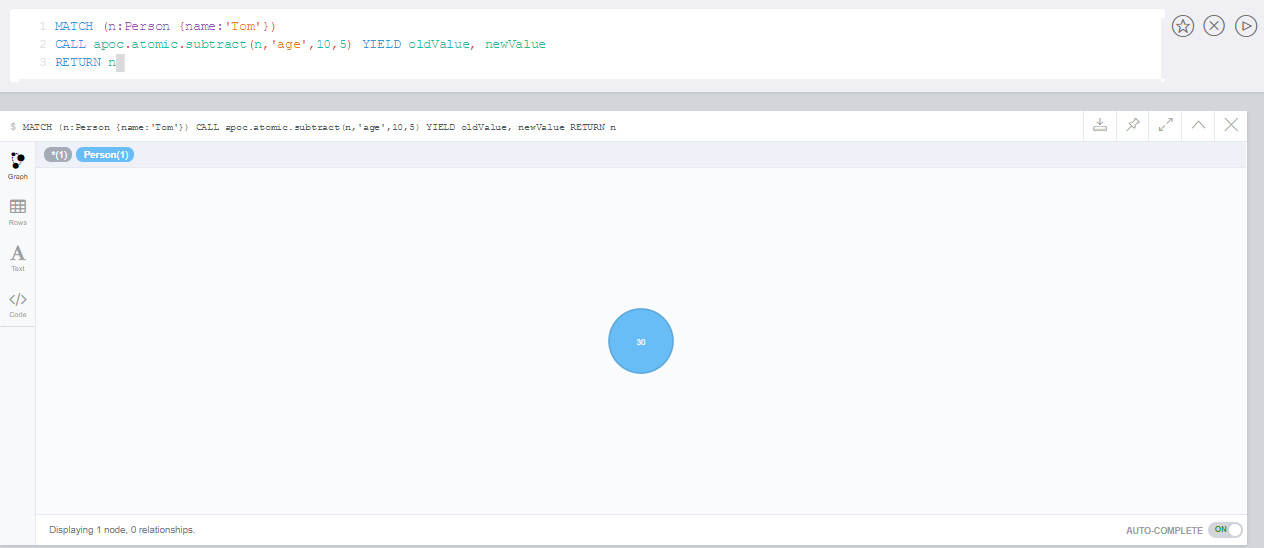 1 MATCH (n:Person {name:'Tom'})
2 CALL apoc.atomic.subtract(n,'age',10,5) YIELD oldValue, newValue
3 RETURN n
$ MATCH (n:Person {name:'Tom'}) CALL apoc.atomic.subtract(n,'age',10,5) YIELD oldValue, newValue RETURN n
*(1) Person(1)
Graph
Rows
A
Text
</>
Code
30
Displaying 1 node, 0 relationships.
AUTO-COMPLETE ON